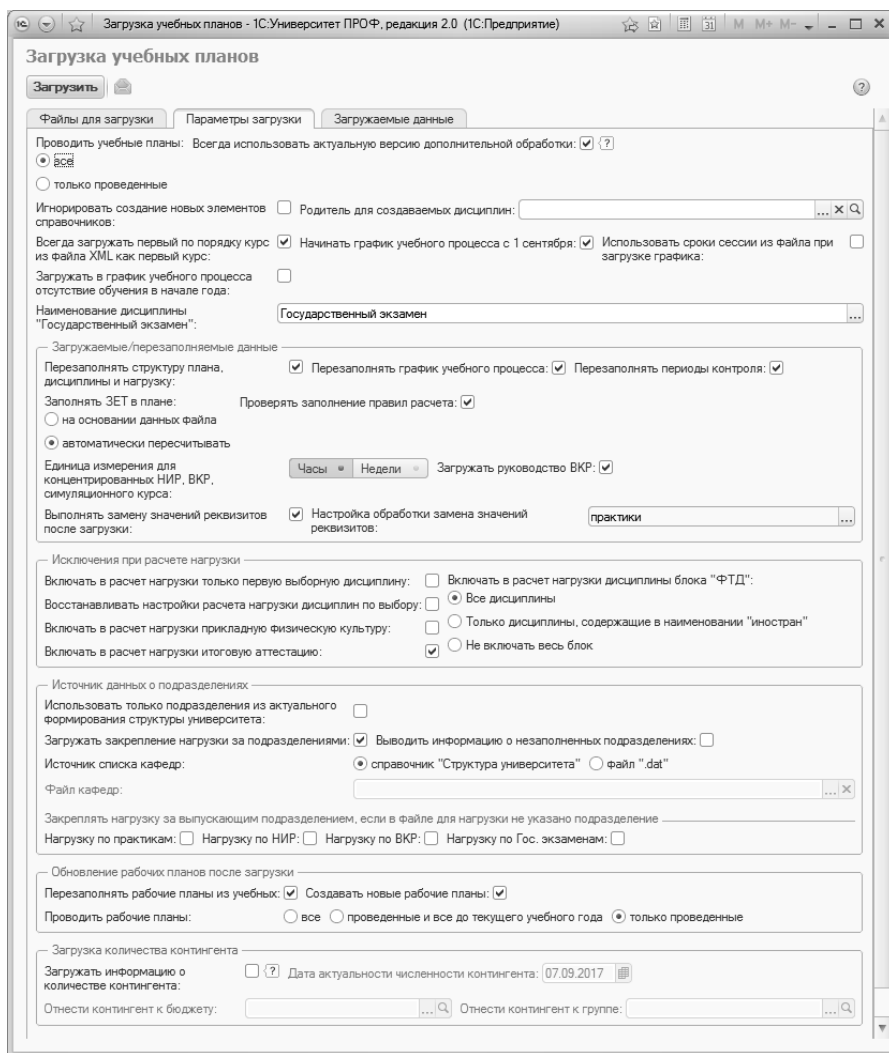 Загрузка учебных планов - 1С:Университет ПРОФ, редакция 2.0 (1С:Предприятие)
M M+ M-
Загрузка учебных планов
Загрузить
?
Файлы для загрузки Параметры загрузки Загружаемые данные
Проводить учебные планы: Всегда использовать актуальную версию дополнительной обработки: ?
все
только проведенные
Игнорировать создание новых элементов Родитель для создаваемых дисциплин: ...
справочников:
Всегда загружать первый по порядку курс Начинать график учебного процесса с 1 сентября: Использовать сроки сессии из файла при
из файла XML как первый курс: загрузке графика:
Загружать в график учебного процесса
отсутствие обучения в начале года:
Наименование дисциплины Государственный экзамен ...
"Государственный экзамен":
Загружаемые/перезаполняемые данные
Перезаполнять структуру плана, Перезаполнять график учебного процесса: Перезаполнять периоды контроля:
дисциплины и нагрузку:
Заполнять ЗЕТ в плане: Проверять заполнение правил расчета:
на основании данных файла
автоматически пересчитывать
Единица измерения для Часы Недели Загружать руководство ВКР:
концентрированных НИР, ВКР,
симуляционного курса:
Выполнять замену значений реквизитов Настройка обработки замена значений практики ...
после загрузки: реквизитов:
Исключения при расчете нагрузки
Включать в расчет нагрузки только первую выборную дисциплину: Включать в расчет нагрузки дисциплины блока "ФТД":
Восстанавливать настройки расчета нагрузки дисциплин по выбору: Все дисциплины
Включать в расчет нагрузки прикладную физическую культуру: Только дисциплины, содержащие в наименовании "иностран"
Включать в расчет нагрузки итоговую аттестацию: Не включать весь блок
Источник данных о подразделениях
Использовать только подразделения из актуального
формирования структуры университета:
Загружать закрепление нагрузки за подразделениями: Выводить информацию о незаполненных подразделениях:
Источник списка кафедр: справочник "Структура университета" файл ".dat"
Файл кафедр: ...
Закреплять нагрузку за выпускающим подразделением, если в файле для нагрузки не указано подразделение
Нагрузку по практикам: Нагрузку по НИР: Нагрузку по ВКР: Нагрузку по Гос. экзаменам:
Обновление рабочих планов после загрузки
Перезаполнять рабочие планы из учебных: Создавать новые рабочие планы:
Проводить рабочие планы: все проведенные и все до текущего учебного года только проведенные
Загрузка количества контингента
Загружать информацию о ? Дата актуальности численности контингента: 07.09.2017
количестве контингента:
Отнести контингент к бюджету: ... Отнести контингент к группе: ...